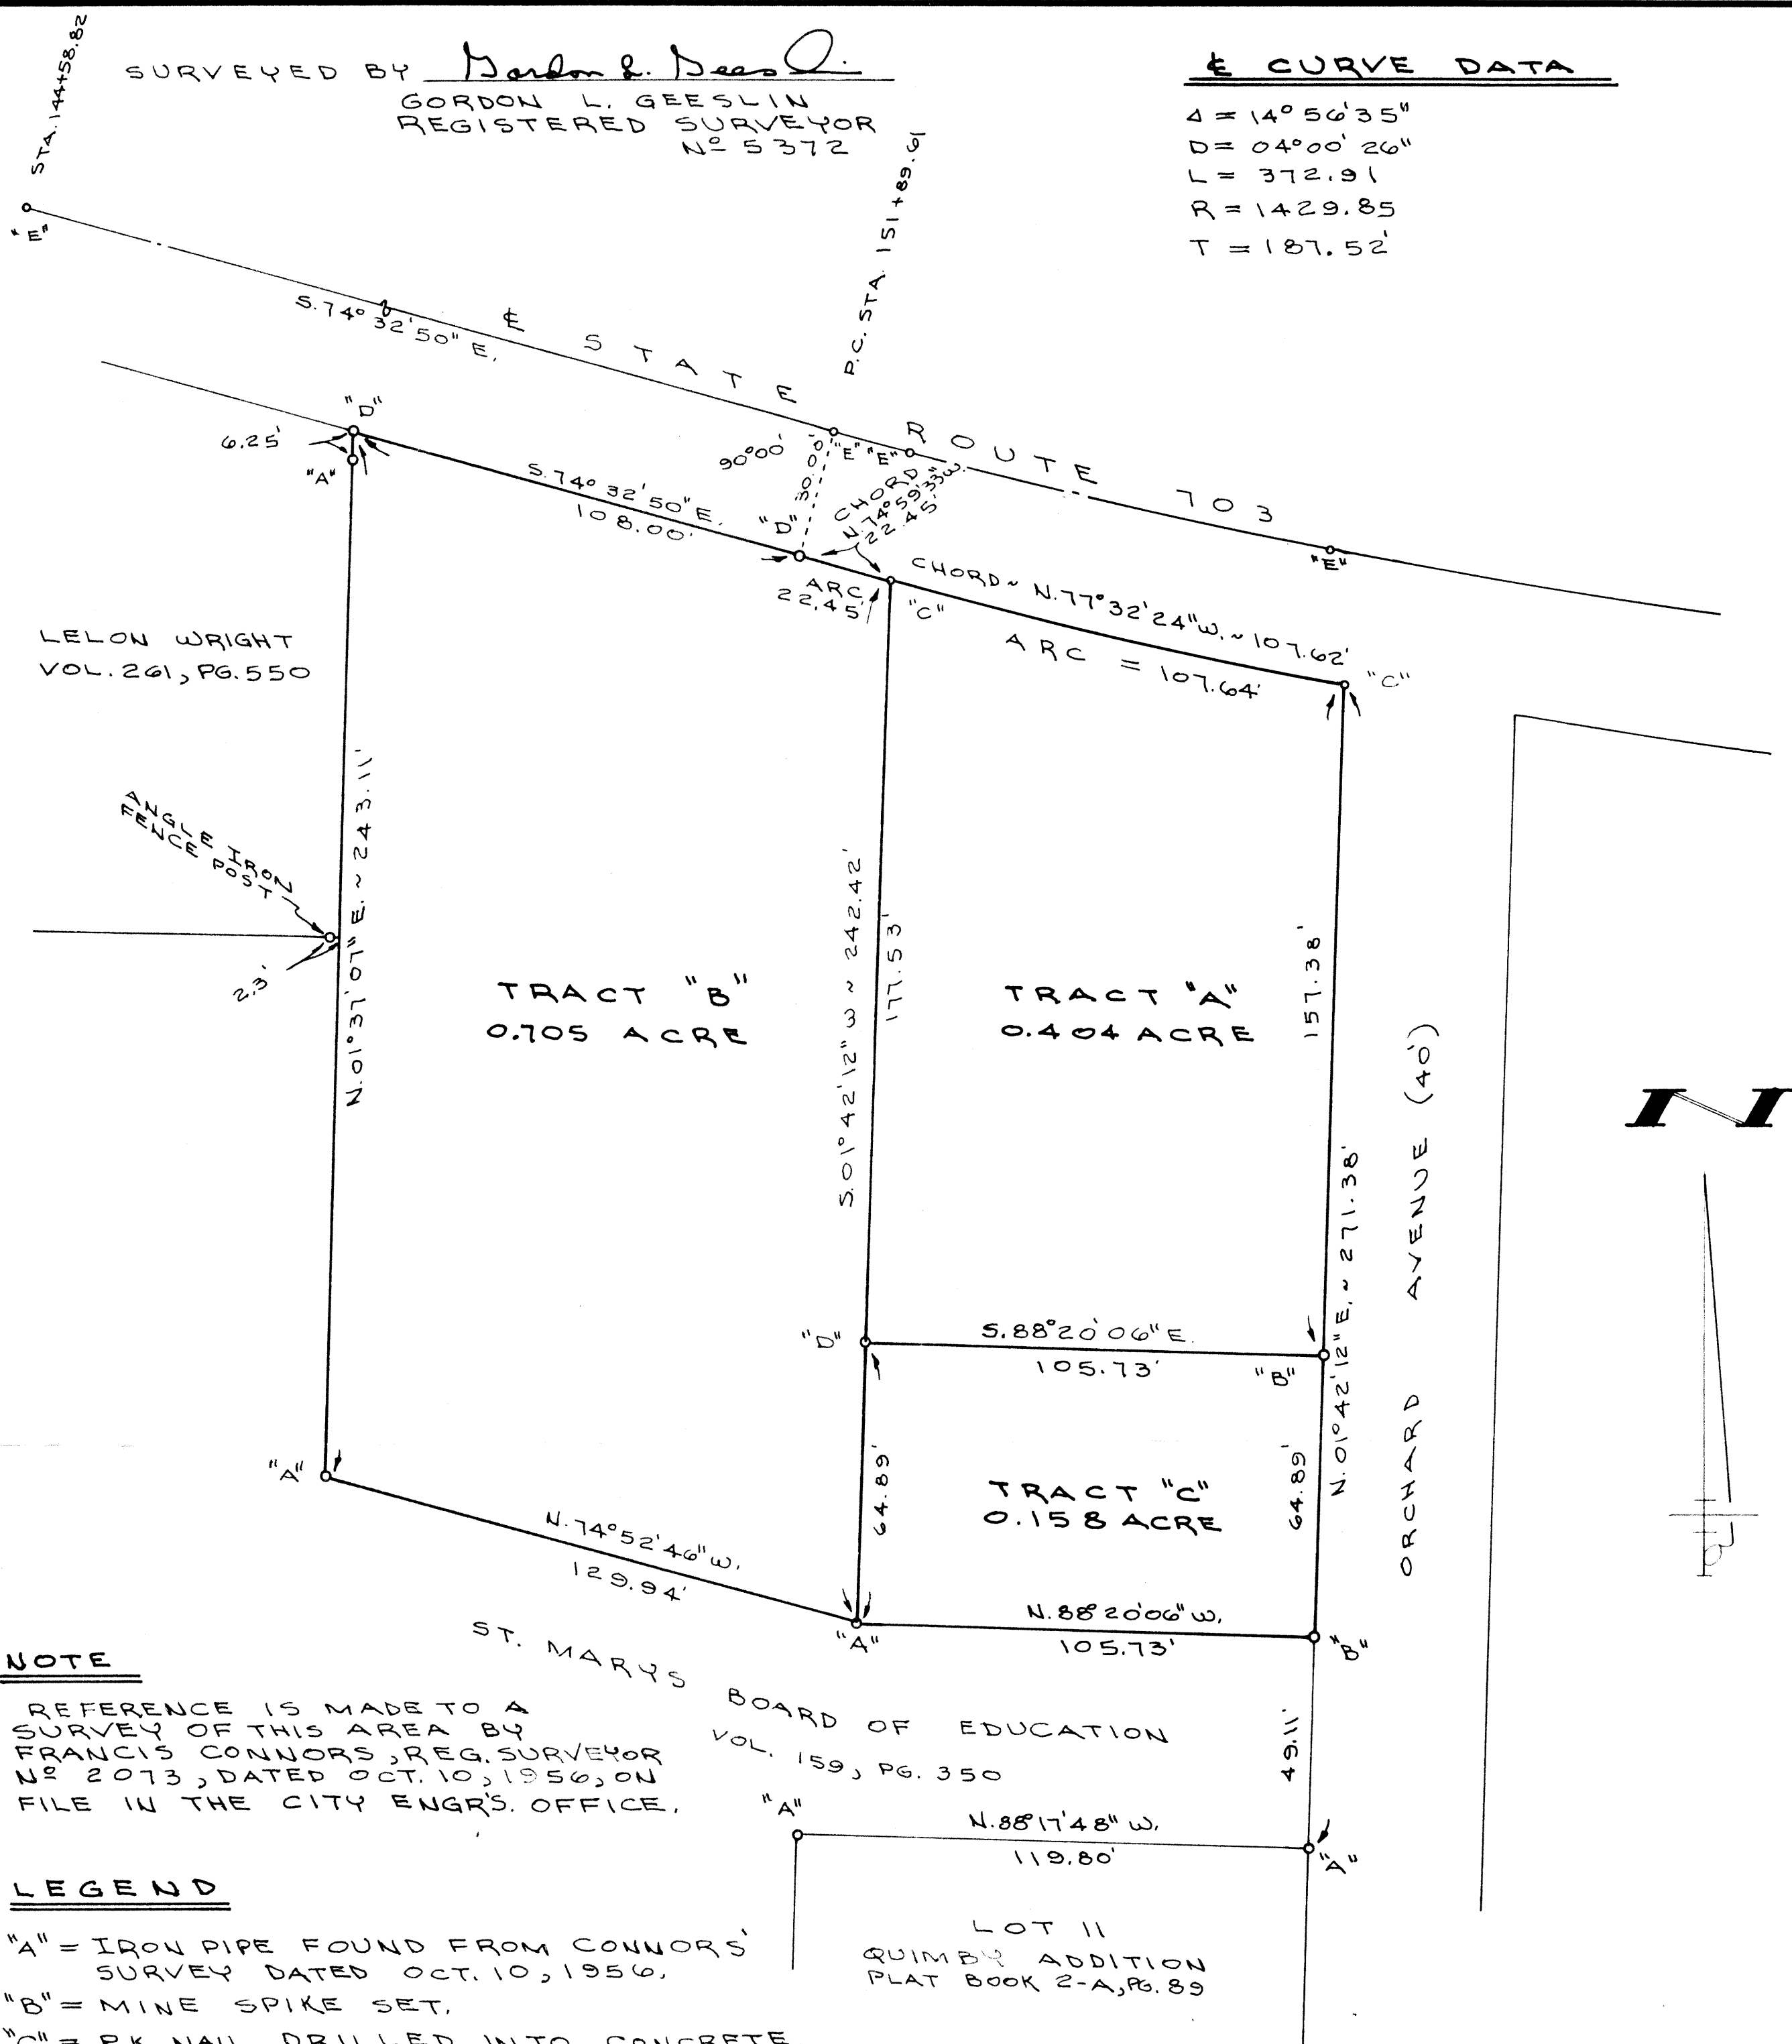 STA. 144+58.82
SURVEYED BY Gordon L. Geeslin
GORDON L. GEESLIN
REGISTERED SURVEYOR
Nº 5372
℄ CURVE DATA
Δ = 14° 56' 35"
D = 04° 00' 26"
L = 372.91
R = 1429.85
T = 187.52'
"E"
S. 74° 32' 50" E.
℄ STATE ROUTE 703
P.C. STA. 151+89.61
"D"
6.25'
"A"
S. 74° 32' 50" E.
108.00'
90°00'
30.00'
"E" "E"
"D"
CHORD
N. 74° 59' 33" W.
22.45'
ARC
22.45'
"C"
CHORD ~ N. 77° 32' 24" W. ~ 107.62'
ARC = 107.64'
"E"
"C"
LELON WRIGHT
VOL. 261, PG. 550
ANGLE IRON
FENCE POST
2.3'
N. 01° 37' 07" E. ~ 243.11'
TRACT "B"
0.705 ACRE
S. 01° 42' 12" W ~ 242.42'
177.53'
TRACT "A"
0.404 ACRE
157.38'
N. 01° 42' 12" E. ~ 271.38'
ORCHARD AVENUE (40')
N
"D"
S. 88° 20' 06" E.
105.73'
"B"
"A"
N. 74° 52' 46" W.
129.94'
64.89'
TRACT "C"
0.158 ACRE
64.89'
"A"
N. 88° 20' 06" W.
105.73'
"B"
ST. MARYS BOARD OF EDUCATION
VOL. 159, PG. 350
49.11'
"A"
N. 88° 17' 48" W.
119.80'
"A"
LOT 11
QUIMBY ADDITION
PLAT BOOK 2-A, PG. 89
NOTE
REFERENCE IS MADE TO A
SURVEY OF THIS AREA BY
FRANCIS CONNORS, REG. SURVEYOR
Nº 2073, DATED OCT. 10, 1956, ON
FILE IN THE CITY ENGR'S. OFFICE.
LEGEND
"A" = IRON PIPE FOUND FROM CONNORS'
SURVEY DATED OCT. 10, 1956.
"B" = MINE SPIKE SET.
"C" = P.K. NAIL DRILLED INTO CONCRETE